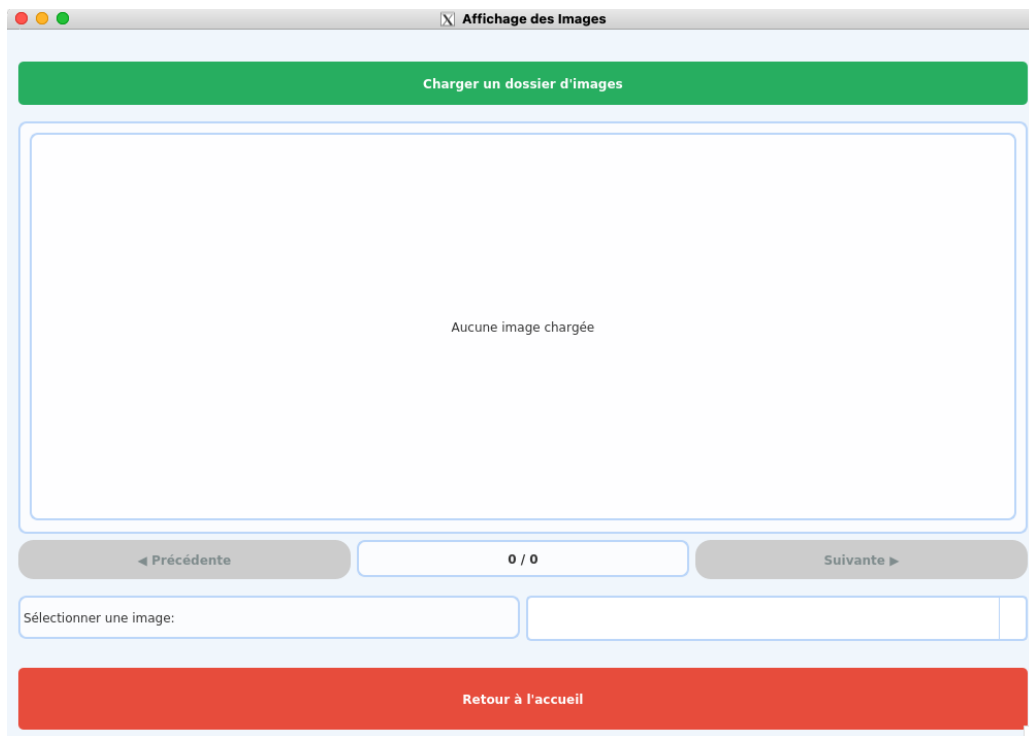 Affichage des Images
Charger un dossier d'images
Aucune image chargée
◀ Précédente
0 / 0
Suivante ▶
Sélectionner une image:
Retour à l'accueil